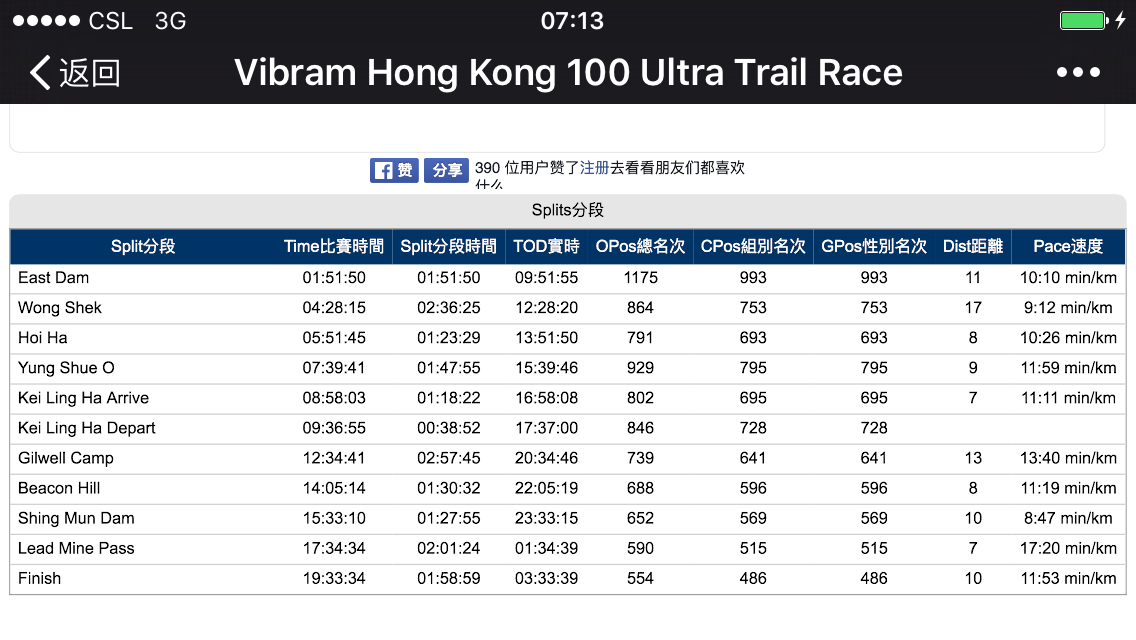 CSL 3G 07:13
返回 Vibram Hong Kong 100 Ultra Trail Race
赞 分享 390 位用户赞了注册去看看朋友们都喜欢
什么
Splits分段
Split分段 Time比賽時間 Split分段時間 TOD實時 OPos總名次 CPos組別名次 GPos性別名次 Dist距離 Pace速度
East Dam 01:51:50 01:51:50 09:51:55 1175 993 993 11 10:10 min/km
Wong Shek 04:28:15 02:36:25 12:28:20 864 753 753 17 9:12 min/km
Hoi Ha 05:51:45 01:23:29 13:51:50 791 693 693 8 10:26 min/km
Yung Shue O 07:39:41 01:47:55 15:39:46 929 795 795 9 11:59 min/km
Kei Ling Ha Arrive 08:58:03 01:18:22 16:58:08 802 695 695 7 11:11 min/km
Kei Ling Ha Depart 09:36:55 00:38:52 17:37:00 846 728 728
Gilwell Camp 12:34:41 02:57:45 20:34:46 739 641 641 13 13:40 min/km
Beacon Hill 14:05:14 01:30:32 22:05:19 688 596 596 8 11:19 min/km
Shing Mun Dam 15:33:10 01:27:55 23:33:15 652 569 569 10 8:47 min/km
Lead Mine Pass 17:34:34 02:01:24 01:34:39 590 515 515 7 17:20 min/km
Finish 19:33:34 01:58:59 03:33:39 554 486 486 10 11:53 min/km